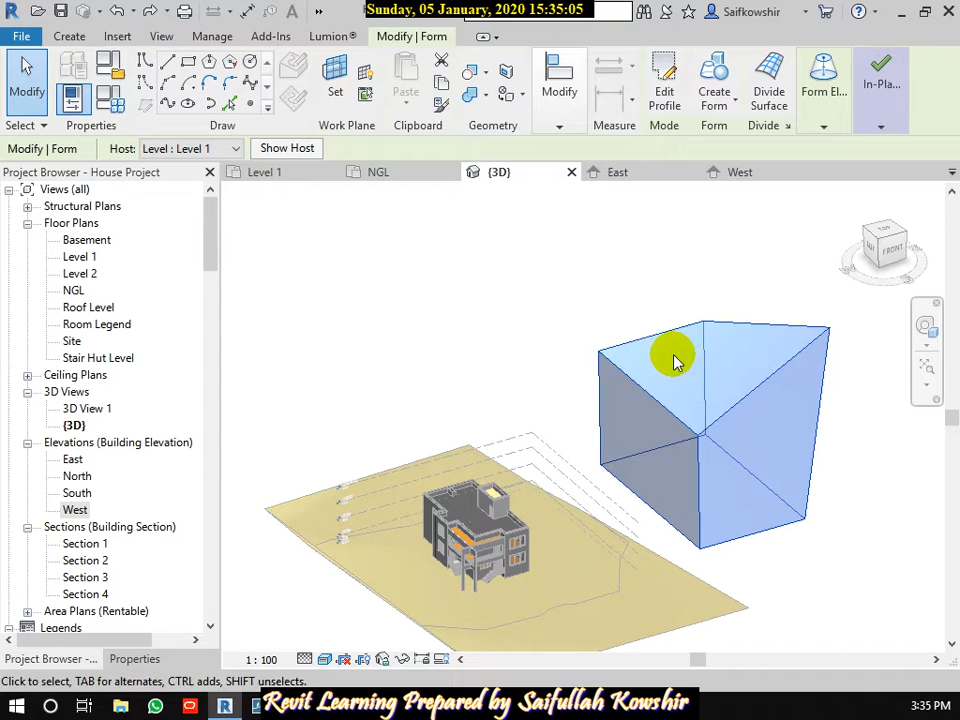 Sunday, 05 January, 2020 15:35:05
Saifkowshir
File
Create
Insert
View
Manage
Add-Ins
Lumion®
Modify | Form
Modify
Set
Paste
Modify
Edit Profile
Create Form
Divide Surface
Form El...
In-Pla...
Select
Properties
Draw
Work Plane
Clipboard
Geometry
Measure
Mode
Form
Divide
Modify | Form
Host:
Level : Level 1
Show Host
Project Browser - House Project
Level 1
NGL
{3D}
East
West
Views (all)
Structural Plans
Floor Plans
Basement
Level 1
Level 2
NGL
Roof Level
Room Legend
Site
Stair Hut Level
Ceiling Plans
3D Views
3D View 1
{3D}
Elevations (Building Elevation)
East
North
South
West
Sections (Building Section)
Section 1
Section 2
Section 3
Section 4
Area Plans (Rentable)
Legends
TOP
FRONT
Project Browser -...
Properties
1 : 100
Click to select, TAB for alternates, CTRL adds, SHIFT unselects.
Revit Learning Prepared by Saifullah Kowshir
3:35 PM